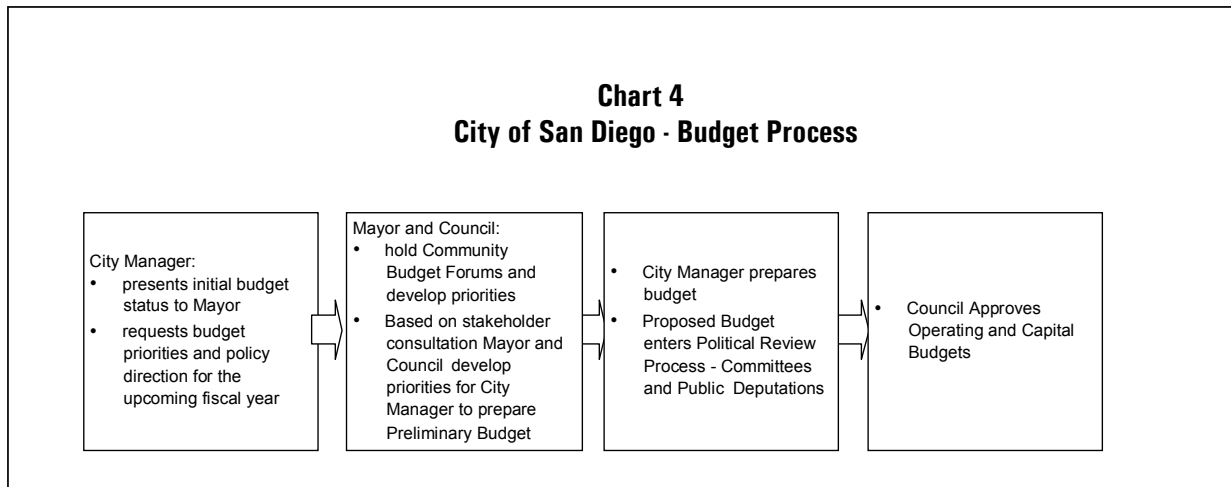 Chart 4
City of San Diego - Budget Process
City Manager:
• presents initial budget
status to Mayor
• requests budget
priorities and policy
direction for the
upcoming fiscal year
Mayor and Council:
• hold Community
Budget Forums and
develop priorities
• Based on stakeholder
consultation Mayor and
Council develop
priorities for City
Manager to prepare
Preliminary Budget
• City Manager prepares
budget
• Proposed Budget
enters Political Review
Process - Committees
and Public Deputations
• Council Approves
Operating and Capital
Budgets